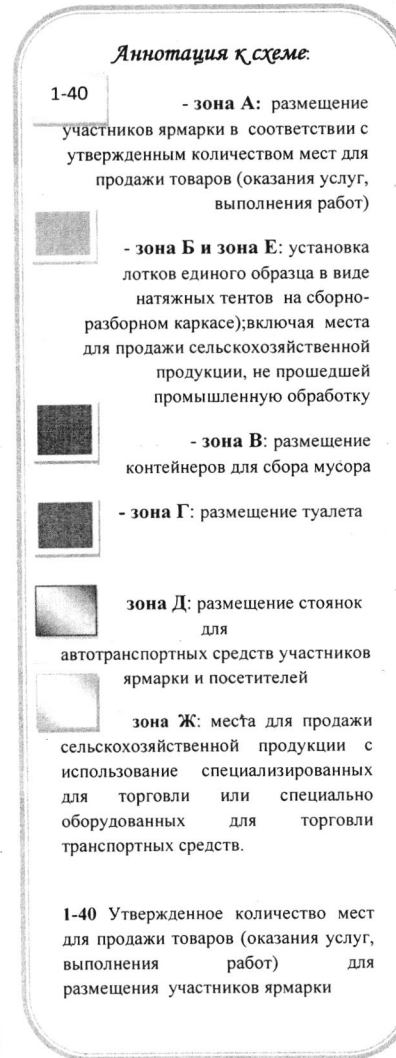 Аннотация к схеме:
1-40
- зона А: размещение
участников ярмарки в соответствии с
утвержденным количеством мест для
продажи товаров (оказания услуг,
выполнения работ)
- зона Б и зона Е: установка
лотков единого образца в виде
натяжных тентов на сборно-
разборном каркасе);включая места
для продажи сельскохозяйственной
продукции, не прошедшей
промышленную обработку
- зона В: размещение
контейнеров для сбора мусора
- зона Г: размещение туалета
зона Д: размещение стоянок
для
автотранспортных средств участников
ярмарки и посетителей
зона Ж: места для продажи
сельскохозяйственной продукции с
использование специализированных
для торговли или специально
оборудованных для торговли
транспортных средств.
1-40 Утвержденное количество мест
для продажи товаров (оказания услуг,
выполнения работ) для
размещения участников ярмарки